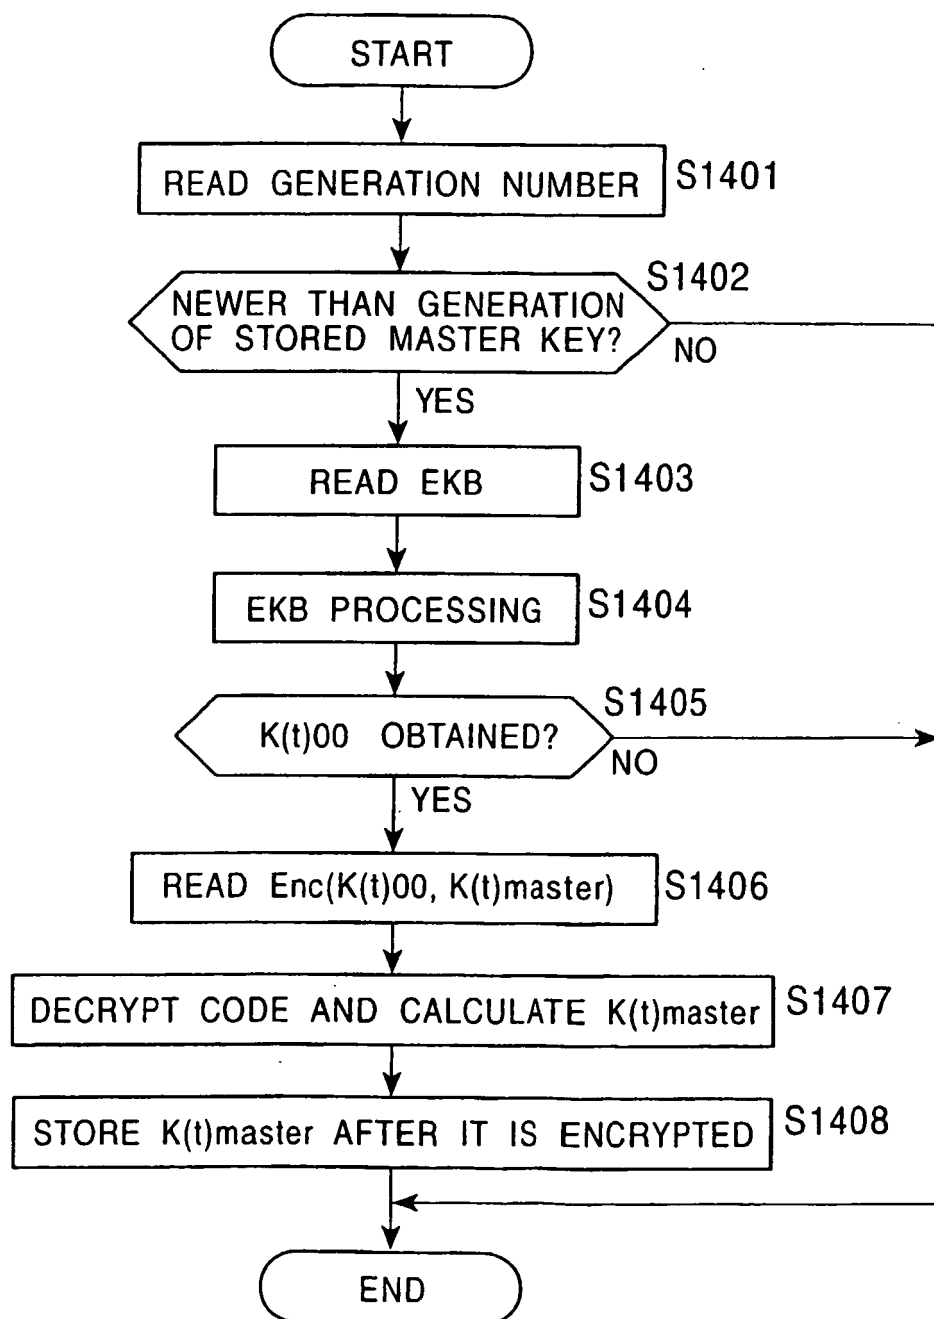 START
READ GENERATION NUMBER
S1401
S1402
NEWER THAN GENERATION
OF STORED MASTER KEY?
NO
YES
READ EKB
S1403
EKB PROCESSING
S1404
S1405
K(t)00 OBTAINED?
NO
YES
READ Enc(K(t)00, K(t)master)
S1406
DECRYPT CODE AND CALCULATE K(t)master
S1407
STORE K(t)master AFTER IT IS ENCRYPTED
S1408
END